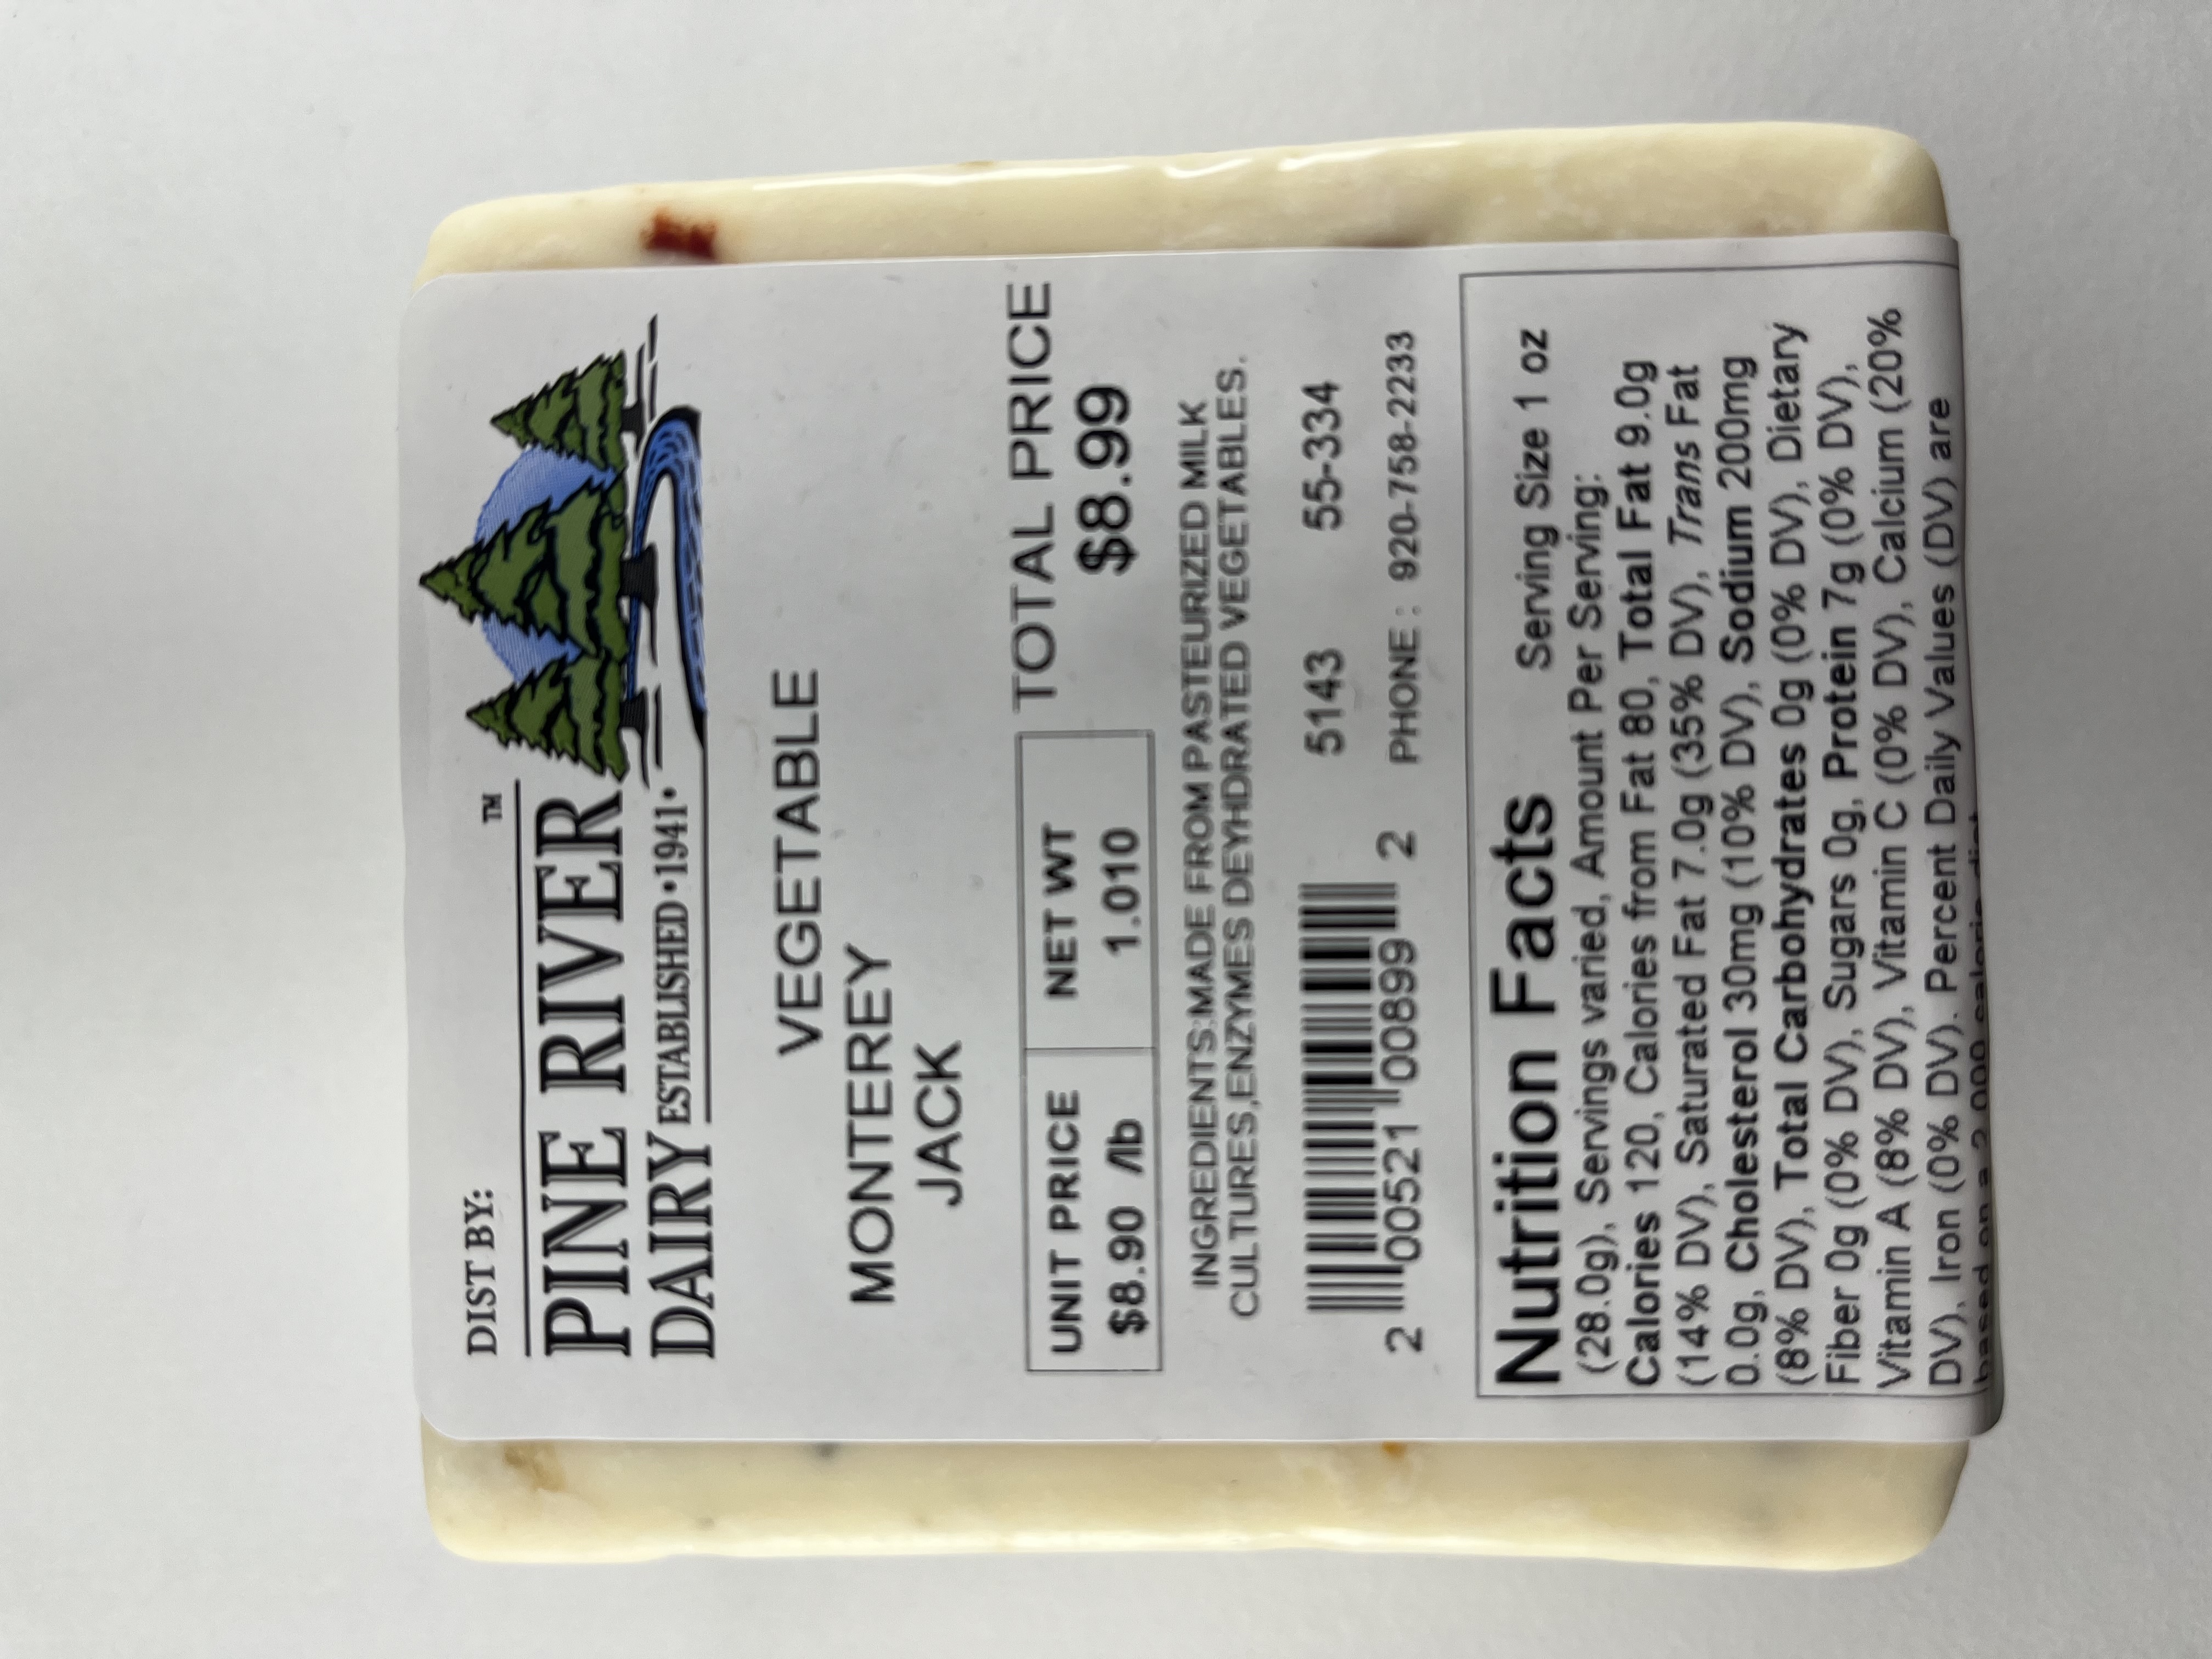 DIST BY:
PINE RIVER™
DAIRY ESTABLISHED•1941•
VEGETABLE
MONTEREY
JACK
UNIT PRICE NET WT TOTAL PRICE
$8.90 /lb 1.010 $8.99
INGREDIENTS:MADE FROM PASTEURIZED MILK
CULTURES,ENZYMES DEYHDRATED VEGETABLES.
5143 55-334
2 00521 00899 2 PHONE: 920-758-2233
Nutrition Facts Serving Size 1 oz
(28.0g), Servings varied, Amount Per Serving:
Calories 120, Calories from Fat 80, Total Fat 9.0g
(14% DV), Saturated Fat 7.0g (35% DV), Trans Fat
0.0g, Cholesterol 30mg (10% DV), Sodium 200mg
(8% DV), Total Carbohydrates 0g (0% DV), Dietary
Fiber 0g (0% DV), Sugars 0g, Protein 7g (0% DV),
Vitamin A (8% DV), Vitamin C (0% DV), Calcium (20%
DV), Iron (0% DV). Percent Daily Values (DV) are
based on a 2,000 calorie diet